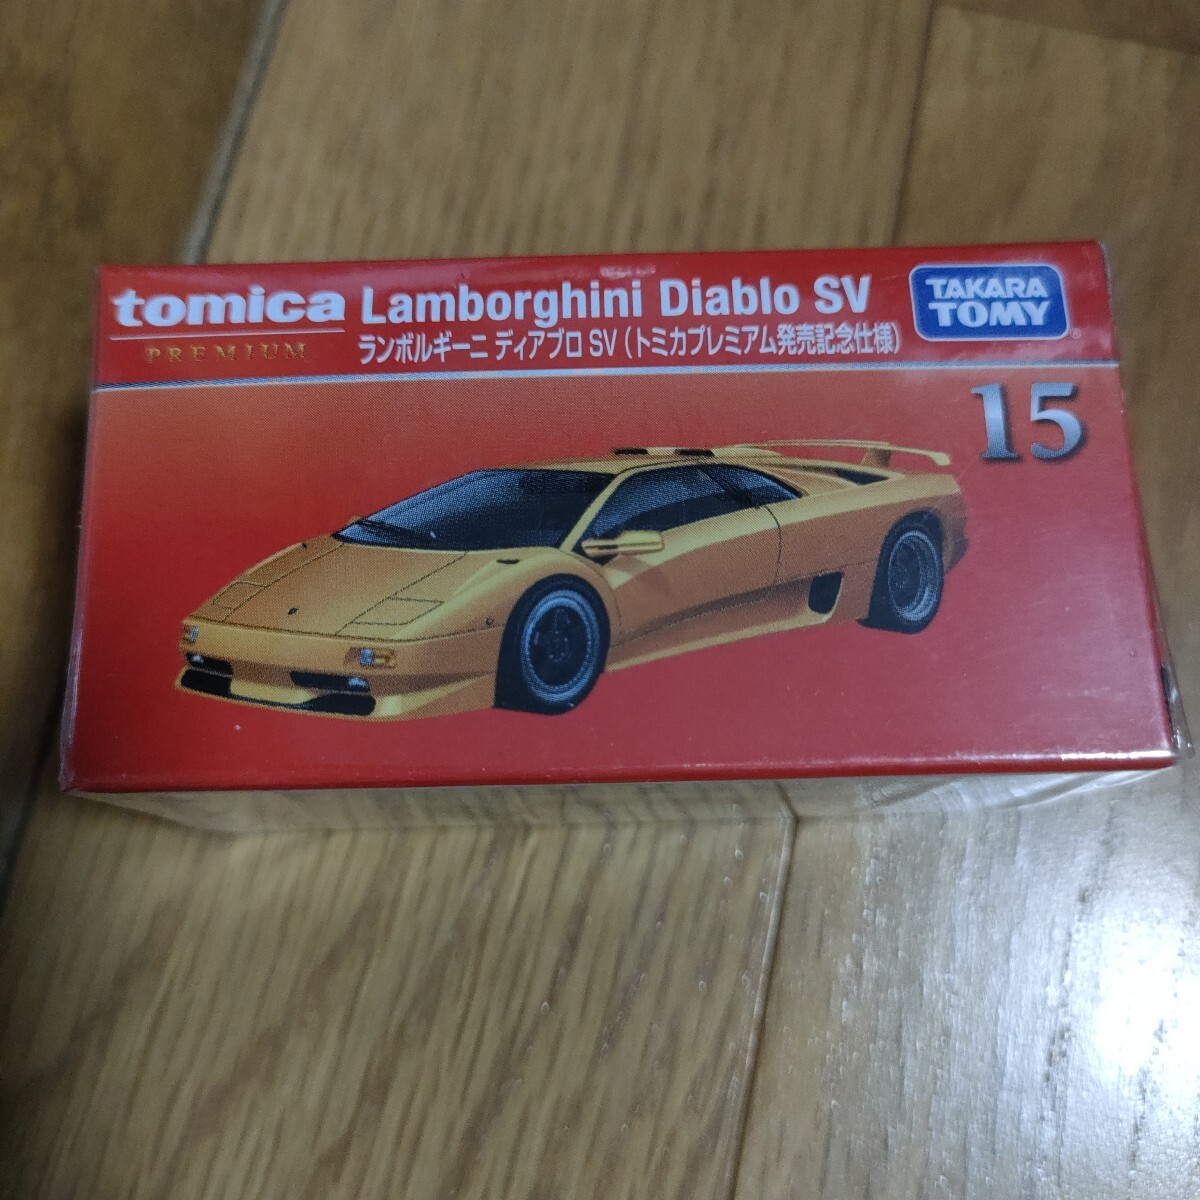 tomica
PREMIUM
Lamborghini Diablo SV
ランボルギーニ ディアブロ SV (トミカプレミアム発売記念仕様)
TAKARA
TOMY
®
15